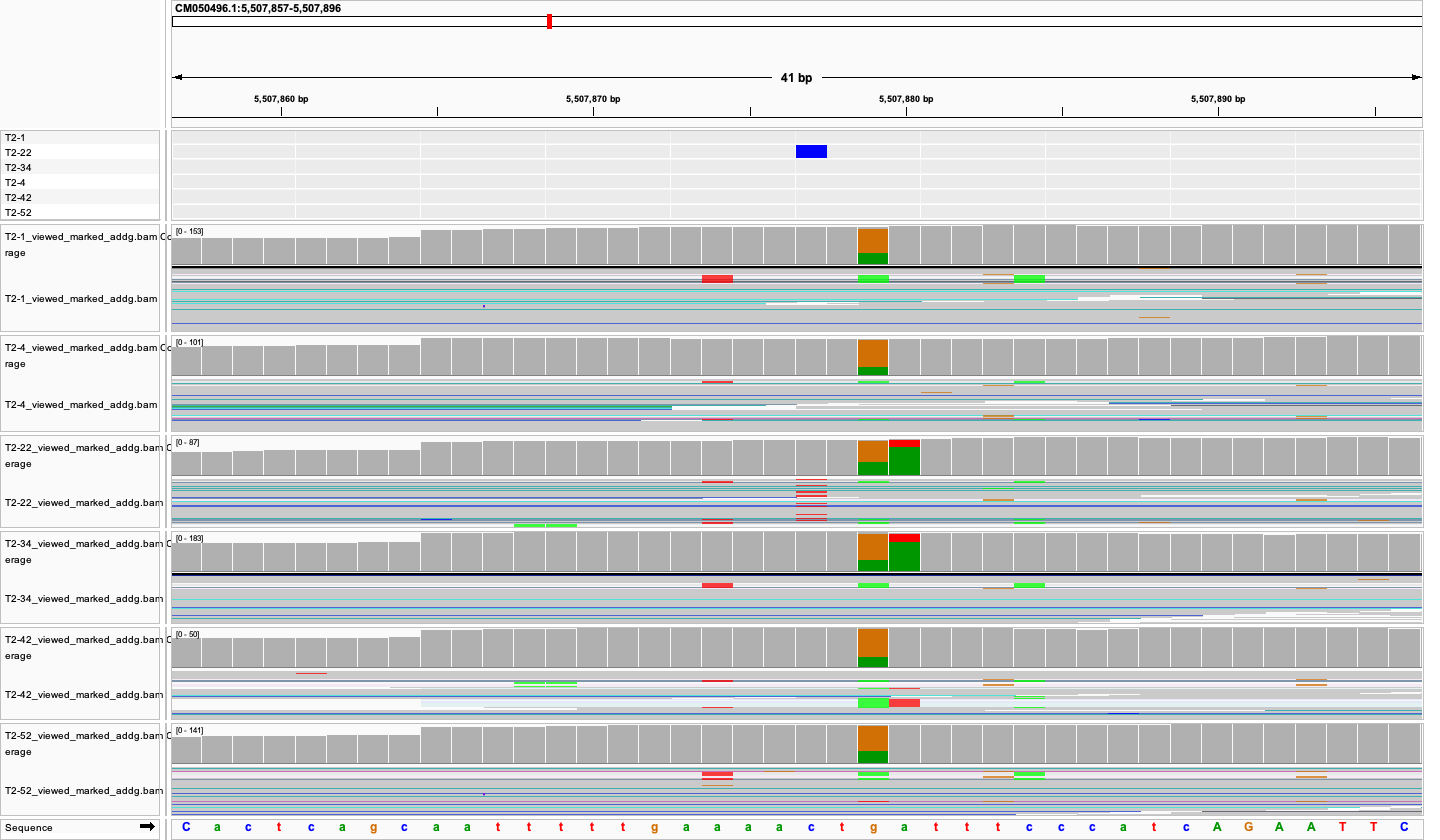 CM050496.1:5,507,857-5,507,896
41 bp
5,507,860 bp 5,507,870 bp 5,507,880 bp 5,507,890 bp
T2-1
T2-22
T2-34
T2-4
T2-42
T2-52
T2-1_viewed_marked_addg.bam Co
rage
[0 - 153]
T2-1_viewed_marked_addg.bam
T2-4_viewed_marked_addg.bam Co
rage
[0 - 101]
T2-4_viewed_marked_addg.bam
T2-22_viewed_marked_addg.bam C
erage
[0 - 87]
T2-22_viewed_marked_addg.bam
T2-34_viewed_marked_addg.bam C
erage
[0 - 183]
T2-34_viewed_marked_addg.bam
T2-42_viewed_marked_addg.bam C
erage
[0 - 50]
T2-42_viewed_marked_addg.bam
T2-52_viewed_marked_addg.bam C
erage
[0 - 141]
T2-52_viewed_marked_addg.bam
Sequence C a c t c a g c a a t t t t t g a a a a c t g a t t t c c c a t c A G A A T T C